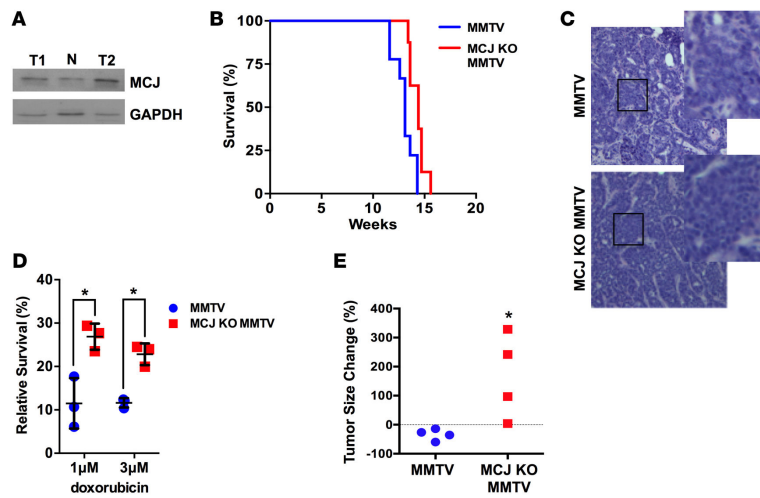 A
T1 N T2
MCJ
GAPDH
B
MMTV
MCJ KO
MMTV
Survival (%)
100
75
50
25
0
0 5 10 15 20
Weeks
C
MMTV
MCJ KO MMTV
D
MMTV
MCJ KO MMTV
Relative Survival (%)
40
30
20
10
0
* *
1μM 3μM
doxorubicin
E
Tumor Size Change (%)
400
300
200
100
0
-100
*
MMTV MCJ KO
MMTV